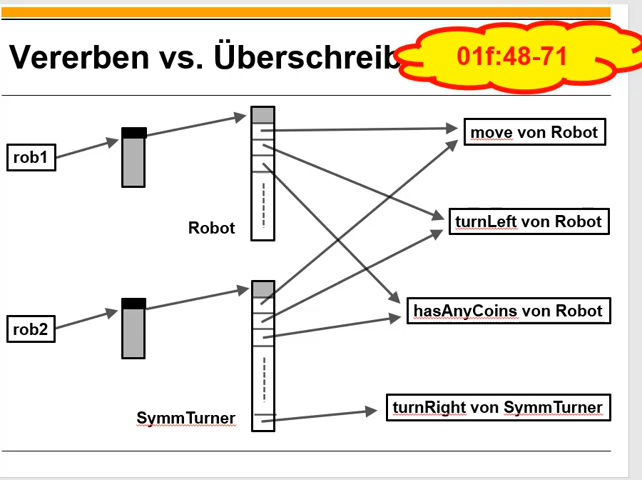 Vererben vs. Überschreib
01f:48-71
rob1
move von Robot
turnLeft von Robot
Robot
hasAnyCoins von Robot
rob2
turnRight von SymmTurner
SymmTurner